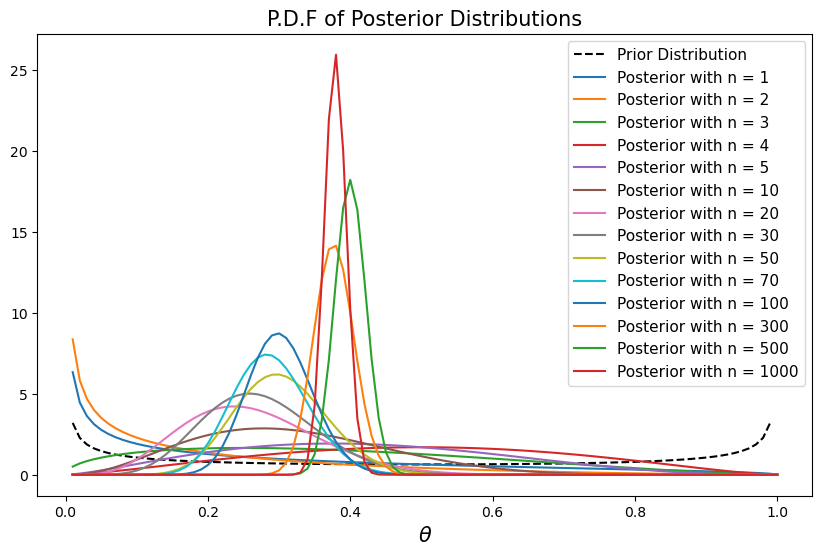 P.D.F of Posterior Distributions
Prior Distribution
Posterior with n = 1
Posterior with n = 2
Posterior with n = 3
Posterior with n = 4
Posterior with n = 5
Posterior with n = 10
Posterior with n = 20
Posterior with n = 30
Posterior with n = 50
Posterior with n = 70
Posterior with n = 100
Posterior with n = 300
Posterior with n = 500
Posterior with n = 1000
25
20
15
10
5
0
0.0 0.2 0.4 0.6 0.8 1.0
θ